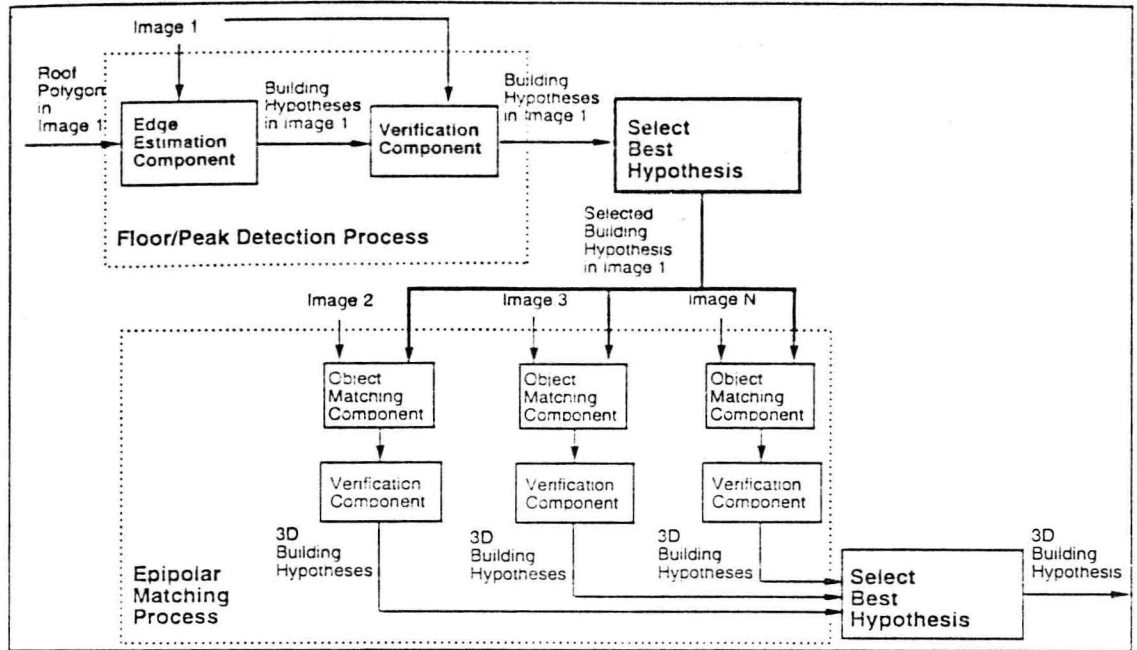 Image 1
Roof
Polygon
in
Image 1
Edge
Estimation
Component
Building
Hypotheses
in Image 1
Verification
Component
Building
Hypotheses
in Image 1
Select
Best
Hypothesis
Floor/Peak Detection Process
Selected
Building
Hypothesis
in Image 1
Image 2
Image 3
Image N
Object
Matching
Component
Object
Matching
Component
Object
Matching
Component
Verification
Component
Verification
Component
Verification
Component
3D
Building
Hypotheses
3D
Building
Hypotheses
3D
Building
Hypotheses
Epipolar
Matching
Process
Select
Best
Hypothesis
3D
Building
Hypothesis